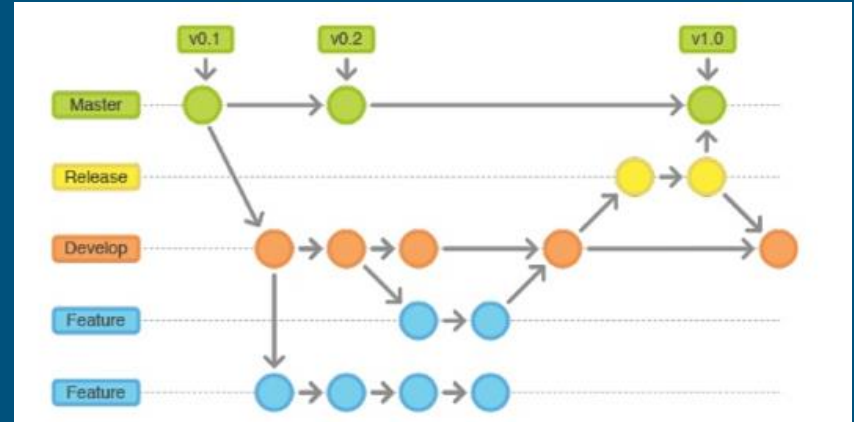 v0.1 v0.2 v1.0
Master
Release
Develop
Feature
Feature